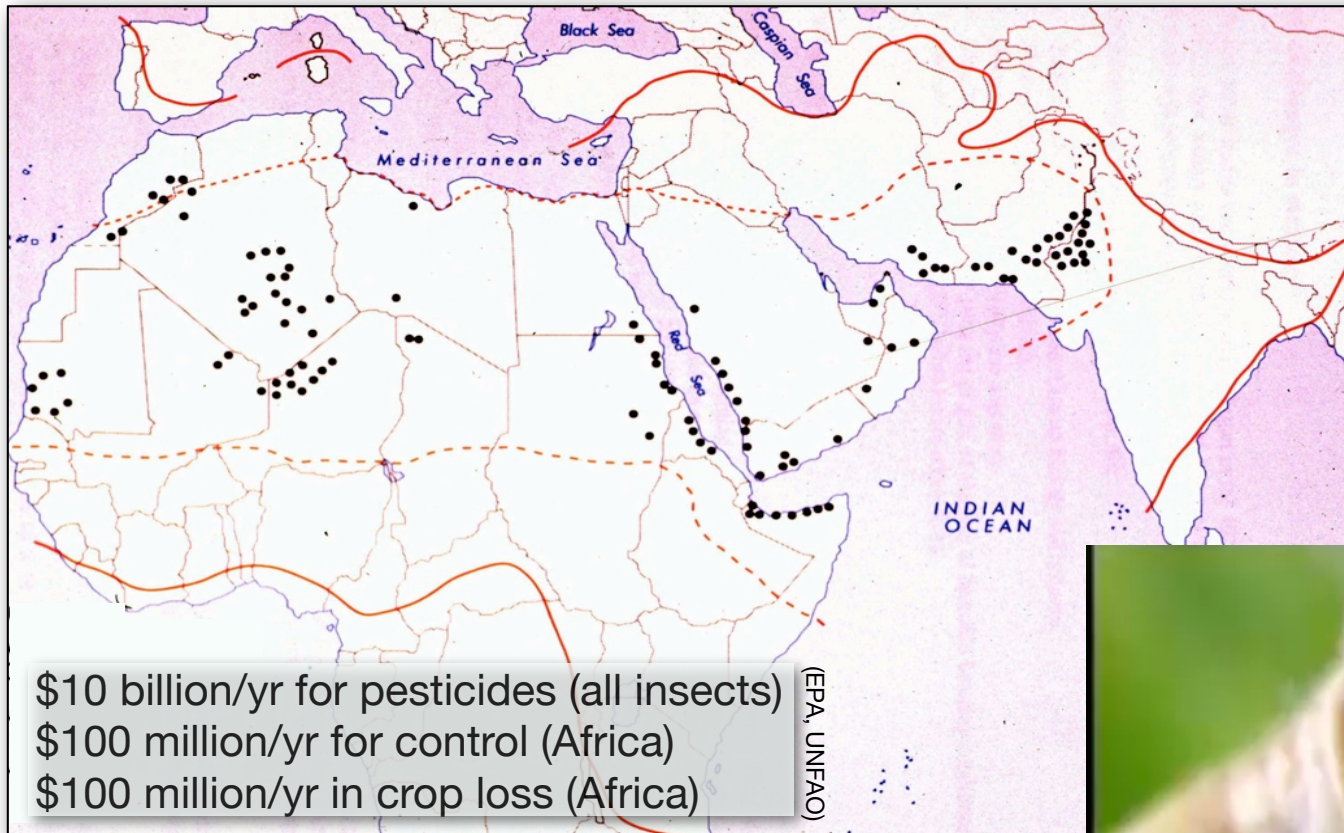 Black Sea
Caspian
Sea
Mediterranean Sea
Red
Sea
INDIAN
OCEAN
$10 billion/yr for pesticides (all insects)
$100 million/yr for control (Africa)
$100 million/yr in crop loss (Africa)
(EPA, UNFAO)